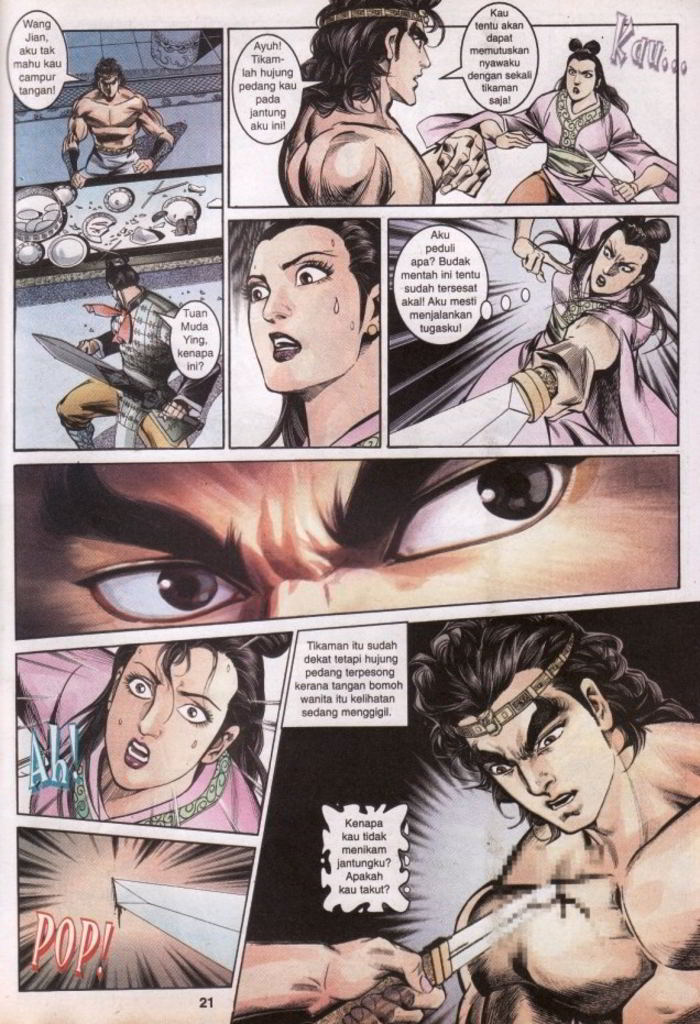 Wang
Jian,
aku tak
mahu kau
campur
tangan!
Ayuh!
Tikam-
lah hujung
pedang kau
pada
jantung
aku ini!
Kau
tentu akan
dapat
memutuskan
nyawaku
dengan sekali
tikaman
saja!
Kau...
Tuan
Muda
Ying,
kenapa
ini?
Aku
peduli
apa? Budak
mentah ini tentu
sudah tersesat
akal! Aku mesti
menjalankan
tugasku!
Ah!
Tikaman itu sudah
dekat tetapi hujung
pedang terpesong
kerana tangan bomoh
wanita itu kelihatan
sedang menggigil.
POP!
Kenapa
kau tidak
menikam
jantungku?
Apakah
kau takut?
21